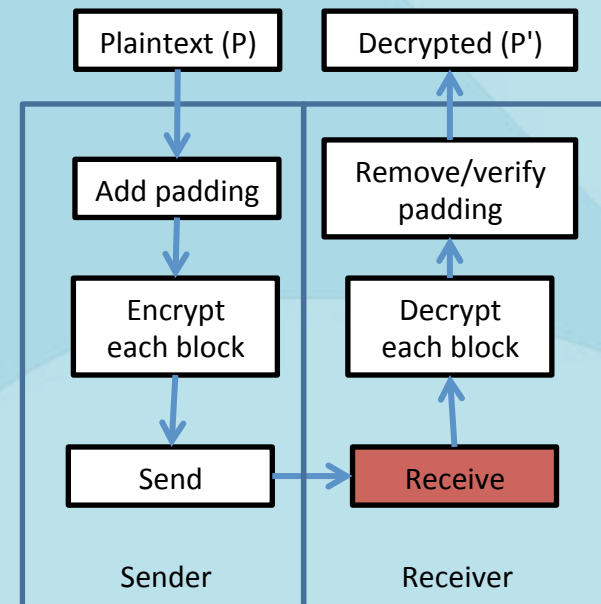 Plaintext (P)
Decrypted (P')
Add padding
Remove/verify
padding
Encrypt
each block
Decrypt
each block
Send
Receive
Sender
Receiver